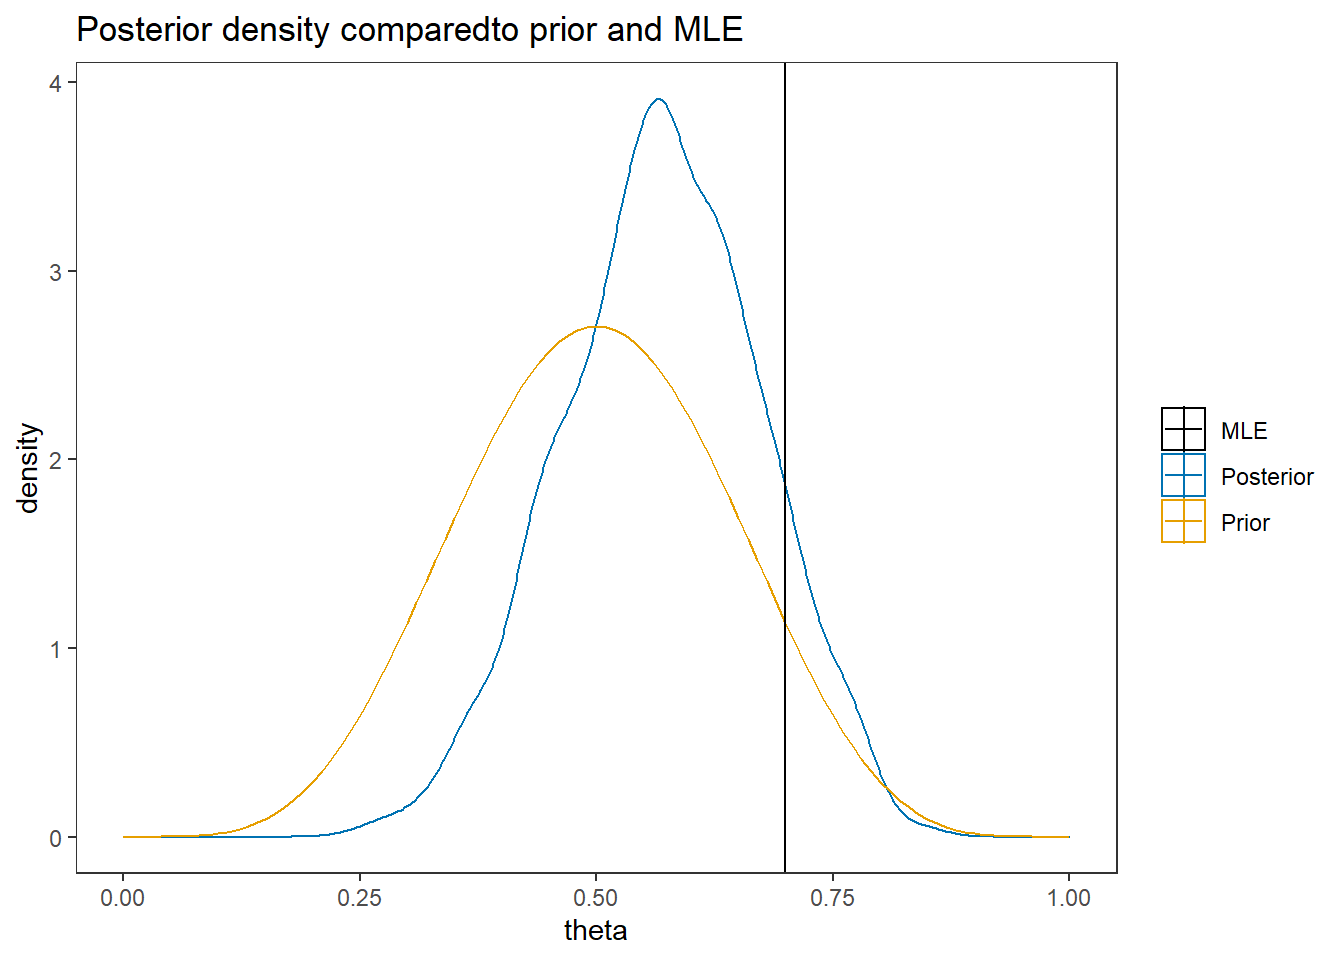 Posterior density comparedto prior and MLE
4
3
2
1
0
density
0.00
0.25
0.50
0.75
1.00
theta
MLE
Posterior
Prior